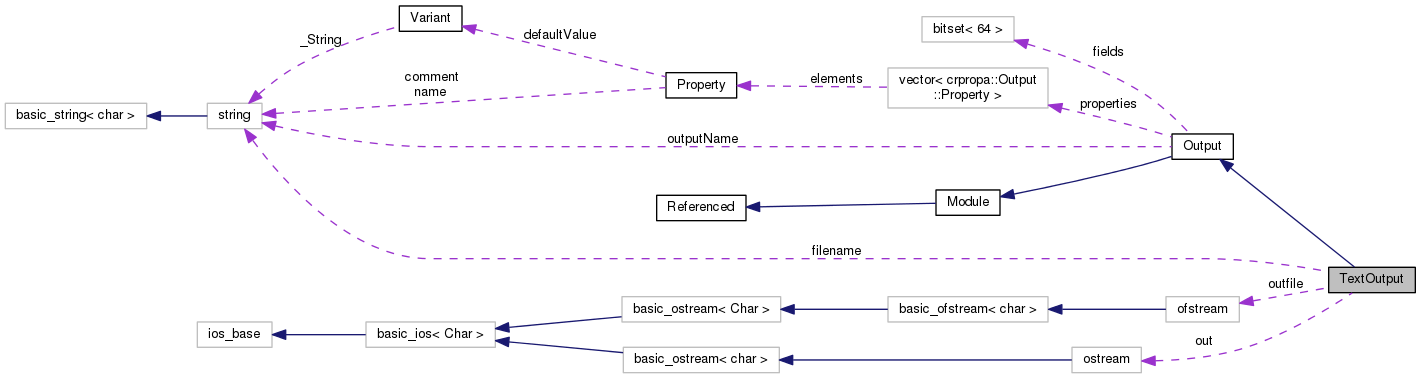 Variant
_String
defaultValue
bitset< 64 >
fields
comment
name
Property
elements
vector< crpropa::Output
::Property >
properties
basic_string< char >
string
outputName
Output
Referenced
Module
filename
TextOutput
outfile
basic_ostream< Char >
basic_ofstream< char >
ofstream
ios_base
basic_ios< Char >
out
basic_ostream< char >
ostream